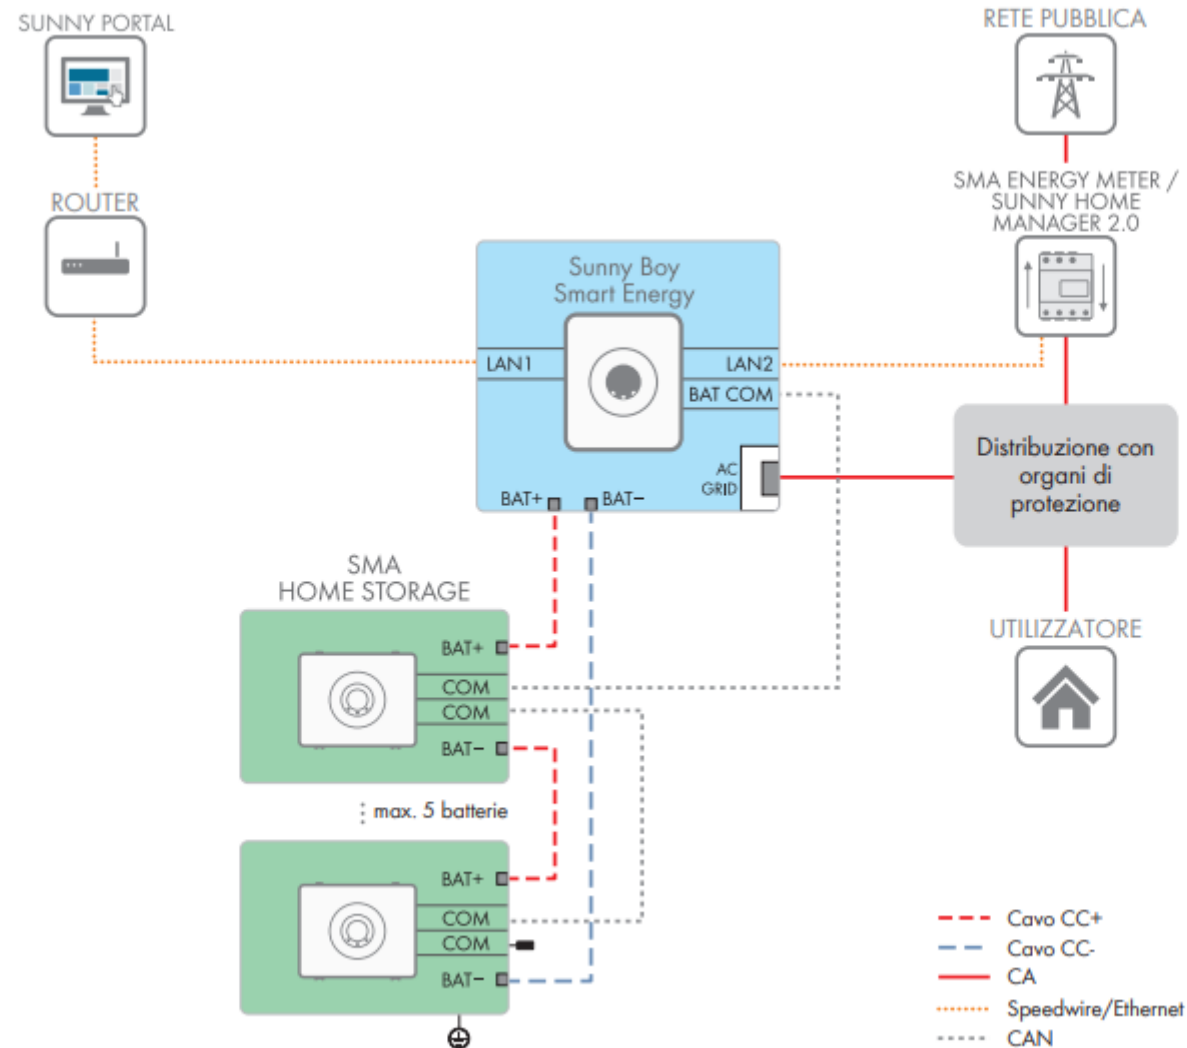 SUNNY PORTAL
RETE PUBBLICA
ROUTER
SMA ENERGY METER /
SUNNY HOME
MANAGER 2.0
Sunny Boy
Smart Energy
LAN1
LAN2
BAT COM
AC
GRID
BAT+
BAT−
Distribuzione con
organi di
protezione
SMA
HOME STORAGE
BAT+
COM
COM
BAT−
UTILIZZATORE
max. 5 batterie
BAT+
COM
COM
BAT−
Cavo CC+
Cavo CC-
CA
Speedwire/Ethernet
CAN